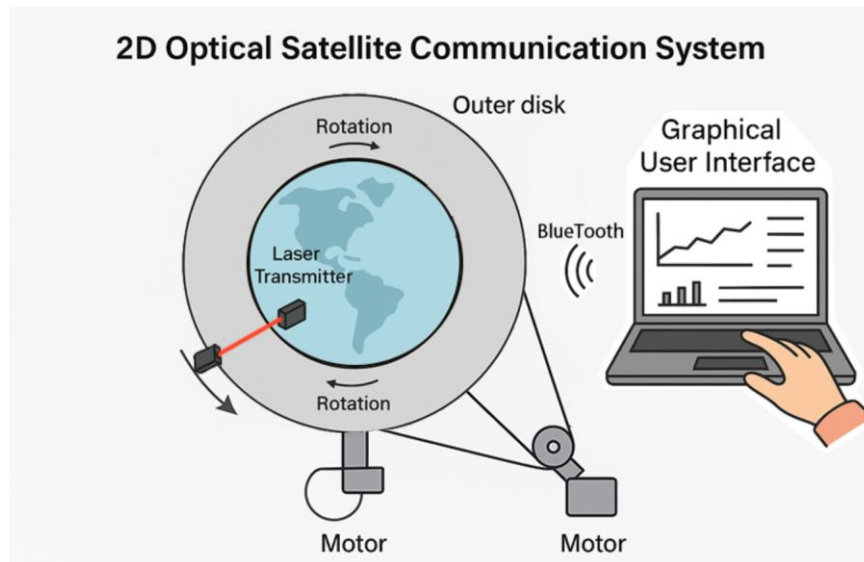 2D Optical Satellite Communication System
Outer disk
Rotation
Graphical
User Interface
BlueTooth
Laser
Transmitter
Rotation
Motor
Motor